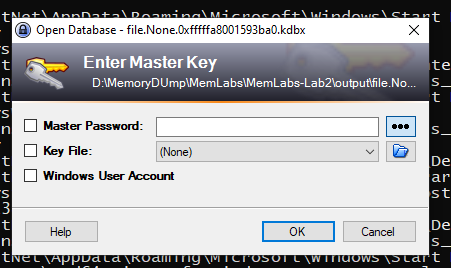 tNet\AppData\Roaming\Microsoft\Windows\Start
Open Database - file.None.0xfffffa8001593ba0.kdbx
Enter Master Key
D:\MemoryDUmp\MemLabs\MemLabs-Lab2\output\file.No...
Master Password:
Key File:
(None)
Windows User Account
Help
OK
Cancel
tNet\AppData\Roaming\Microsoft\Windows\Start